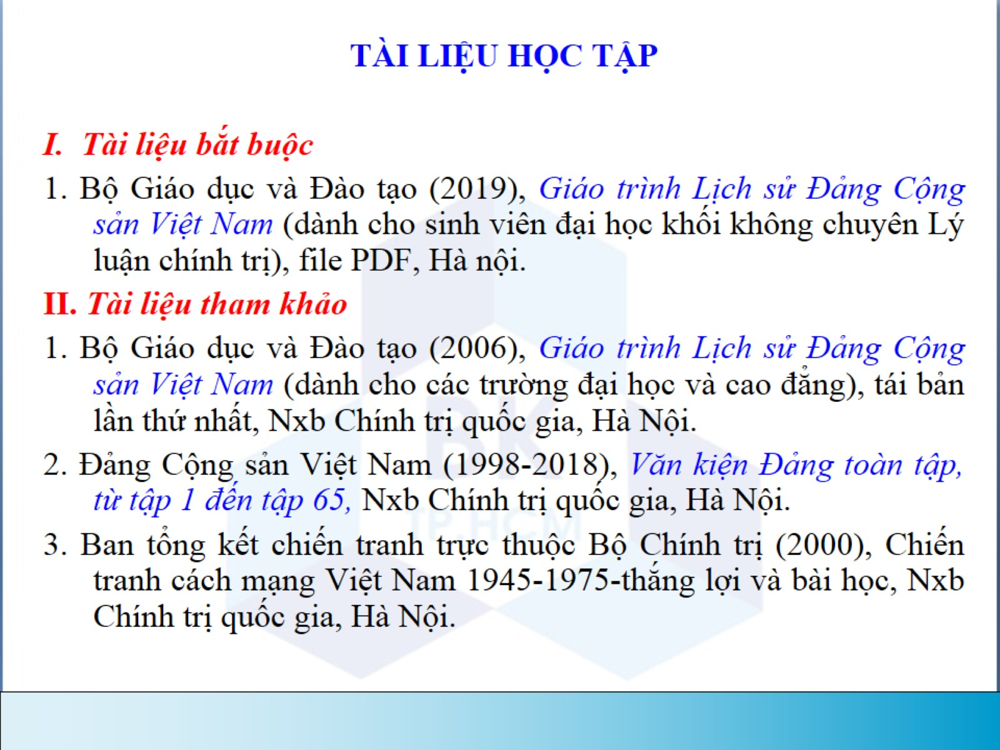 TÀI LIỆU HỌC TẬP
I. Tài liệu bắt buộc
1. Bộ Giáo dục và Đào tạo (2019), Giáo trình Lịch sử Đảng Cộng
sản Việt Nam (dành cho sinh viên đại học khối không chuyên Lý
luận chính trị), file PDF, Hà nội.
II. Tài liệu tham khảo
1. Bộ Giáo dục và Đào tạo (2006), Giáo trình Lịch sử Đảng Cộng
sản Việt Nam (dành cho các trường đại học và cao đẳng), tái bản
lần thứ nhất, Nxb Chính trị quốc gia, Hà Nội.
2. Đảng Cộng sản Việt Nam (1998-2018), Văn kiện Đảng toàn tập,
từ tập 1 đến tập 65, Nxb Chính trị quốc gia, Hà Nội.
3. Ban tổng kết chiến tranh trực thuộc Bộ Chính trị (2000), Chiến
tranh cách mạng Việt Nam 1945-1975-thắng lợi và bài học, Nxb
Chính trị quốc gia, Hà Nội.
BK
TP.HCM